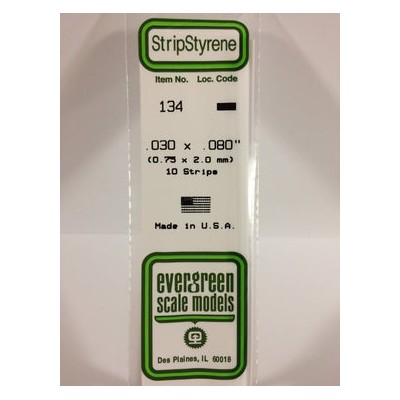 StripStyrene
Item No. Loc. Code
134
.030 x .080"
(0.75 x 2.0 mm)
10 Strips
Made in U.S.A.
evergreen
scale models
Des Plaines, IL 60018